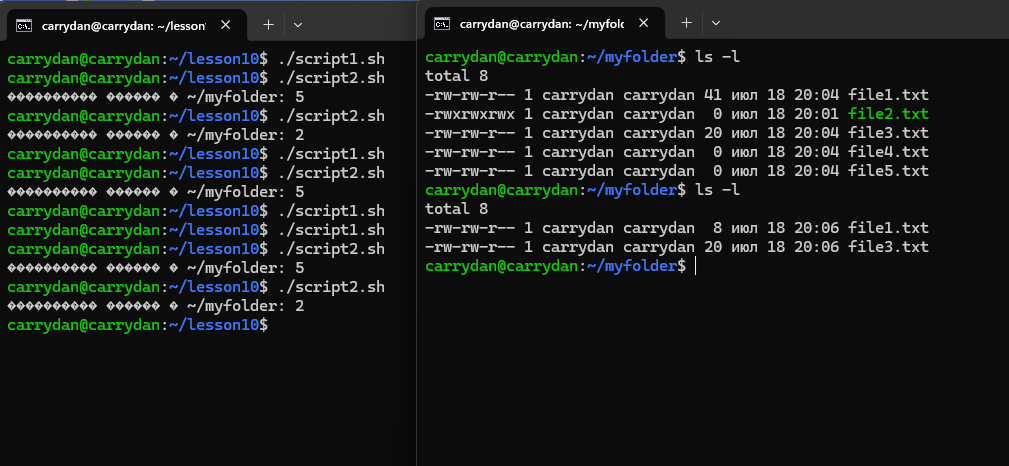 carrydan@carrydan: ~/lesson1
carrydan@carrydan:~/lesson10$ ./script1.sh
carrydan@carrydan:~/lesson10$ ./script2.sh
������������ ������ � ~/myfolder: 5
carrydan@carrydan:~/lesson10$ ./script2.sh
������������ ������ � ~/myfolder: 2
carrydan@carrydan:~/lesson10$ ./script1.sh
carrydan@carrydan:~/lesson10$ ./script2.sh
������������ ������ � ~/myfolder: 5
carrydan@carrydan:~/lesson10$ ./script1.sh
carrydan@carrydan:~/lesson10$ ./script1.sh
carrydan@carrydan:~/lesson10$ ./script2.sh
������������ ������ � ~/myfolder: 5
carrydan@carrydan:~/lesson10$ ./script2.sh
������������ ������ � ~/myfolder: 2
carrydan@carrydan:~/lesson10$
carrydan@carrydan: ~/myfolc
carrydan@carrydan:~/myfolder$ ls -l
total 8
-rw-rw-r-- 1 carrydan carrydan 41 июл 18 20:04 file1.txt
-rwxrwxrwx 1 carrydan carrydan  0 июл 18 20:01 file2.txt
-rw-rw-r-- 1 carrydan carrydan 20 июл 18 20:04 file3.txt
-rw-rw-r-- 1 carrydan carrydan  0 июл 18 20:04 file4.txt
-rw-rw-r-- 1 carrydan carrydan  0 июл 18 20:04 file5.txt
carrydan@carrydan:~/myfolder$ ls -l
total 8
-rw-rw-r-- 1 carrydan carrydan  8 июл 18 20:06 file1.txt
-rw-rw-r-- 1 carrydan carrydan 20 июл 18 20:06 file3.txt
carrydan@carrydan:~/myfolder$